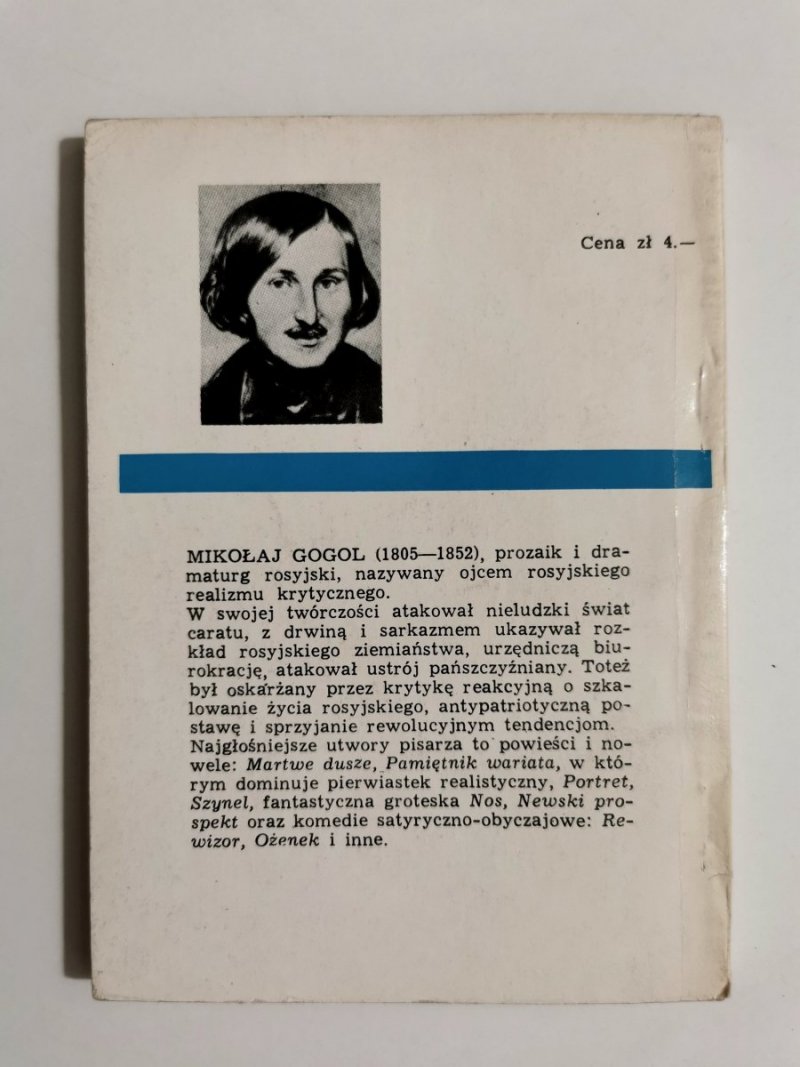 Cena zł 4.—
MIKOŁAJ GOGOL (1805—1852), prozaik i dra-
maturg rosyjski, nazywany ojcem rosyjskiego
realizmu krytycznego.
W swojej twórczości atakował nieludzki świat
caratu, z drwiną i sarkazmem ukazywał roz-
kład rosyjskiego ziemiaństwa, urzędniczą biu-
rokrację, atakował ustrój pańszczyźniany. Toteż
był oskarżany przez krytykę reakcyjną o szka-
lowanie życia rosyjskiego, antypatriotyczną po-
stawę i sprzyjanie rewolucyjnym tendencjom.
Najgłośniejsze utwory pisarza to powieści i no-
wele: Martwe dusze, Pamiętnik wariata, w któ-
rym dominuje pierwiastek realistyczny, Portret,
Szynel, fantastyczna groteska Nos, Newski pro-
spekt oraz komedie satyryczno-obyczajowe: Re-
wizor, Ożenek i inne.